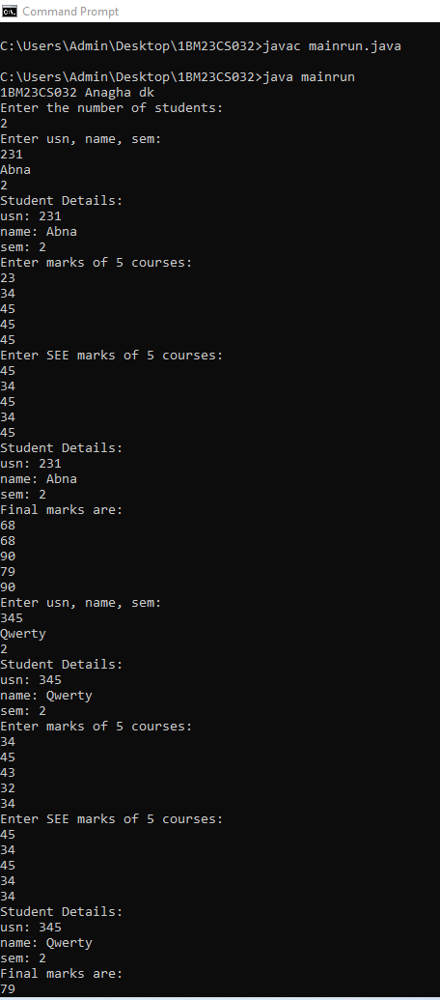 Command Prompt
C:\Users\Admin\Desktop\1BM23CS032>javac mainrun.java
C:\Users\Admin\Desktop\1BM23CS032>java mainrun
1BM23CS032 Anagha dk
Enter the number of students:
2
Enter usn, name, sem:
231
Abna
2
Student Details:
usn: 231
name: Abna
sem: 2
Enter marks of 5 courses:
23
34
45
45
45
Enter SEE marks of 5 courses:
45
34
45
34
45
Student Details:
usn: 231
name: Abna
sem: 2
Final marks are:
68
68
90
79
90
Enter usn, name, sem:
345
Qwerty
2
Student Details:
usn: 345
name: Qwerty
sem: 2
Enter marks of 5 courses:
34
45
43
32
34
Enter SEE marks of 5 courses:
45
34
45
34
34
Student Details:
usn: 345
name: Qwerty
sem: 2
Final marks are:
79